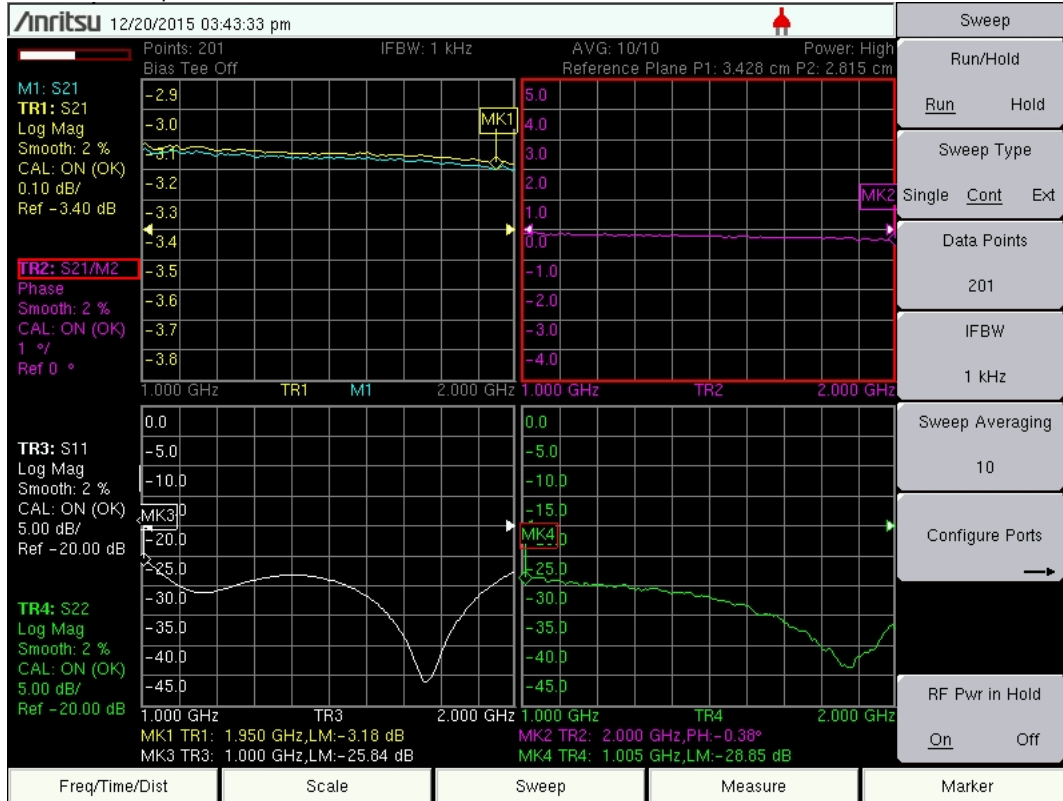 /Inritsu 12/20/2015 03:43:33 pm
Points: 201 IFBW: 1 kHz AVG: 10/10 Power: High
Bias Tee Off Reference Plane P1: 3.428 cm P2: 2.815 cm
M1: S21
TR1: S21
Log Mag
Smooth: 2 %
CAL: ON (OK)
0.10 dB/
Ref -3.40 dB
-2.9
-3.0
-3.1
-3.2
-3.3
-3.4
-3.5
-3.6
-3.7
-3.8
MK1
1.000 GHz TR1 M1 2.000 GHz
TR2: S21/M2
Phase
Smooth: 2 %
CAL: ON (OK)
1 °/
Ref 0 °
5.0
4.0
3.0
2.0
1.0
0.0
-1.0
-2.0
-3.0
-4.0
MK2
1.000 GHz TR2 2.000 GHz
TR3: S11
Log Mag
Smooth: 2 %
CAL: ON (OK)
5.00 dB/
Ref -20.00 dB
0.0
-5.0
-10.0
MK3
-20.0
-25.0
-30.0
-35.0
-40.0
-45.0
1.000 GHz TR3 2.000 GHz
TR4: S22
Log Mag
Smooth: 2 %
CAL: ON (OK)
5.00 dB/
Ref -20.00 dB
0.0
-5.0
-10.0
-15.0
MK4
-25.0
-30.0
-35.0
-40.0
-45.0
1.000 GHz TR4 2.000 GHz
MK1 TR1: 1.950 GHz,LM:-3.18 dB
MK2 TR2: 2.000 GHz,PH:-0.38°
MK3 TR3: 1.000 GHz,LM:-25.84 dB
MK4 TR4: 1.005 GHz,LM:-28.85 dB
Sweep
Run/Hold
Run Hold
Sweep Type
Single Cont Ext
Data Points
201
IFBW
1 kHz
Sweep Averaging
10
Configure Ports
RF Pwr in Hold
On Off
Freq/Time/Dist Scale Sweep Measure Marker